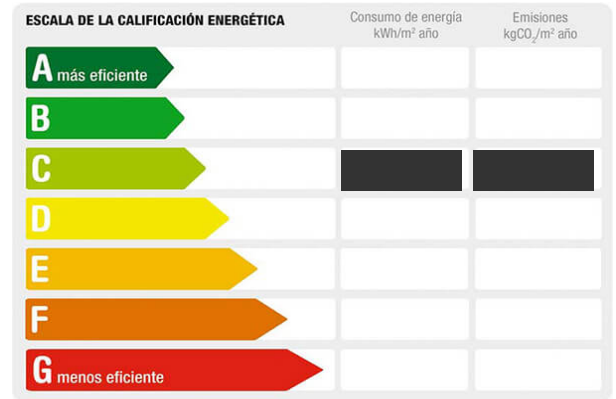 ESCALA DE LA CALIFICACIÓN ENERGÉTICA
Consumo de energía
kWh/m² año
Emisiones
kgCO₂/m² año
A más eficiente
B
C
D
E
F
G menos eficiente